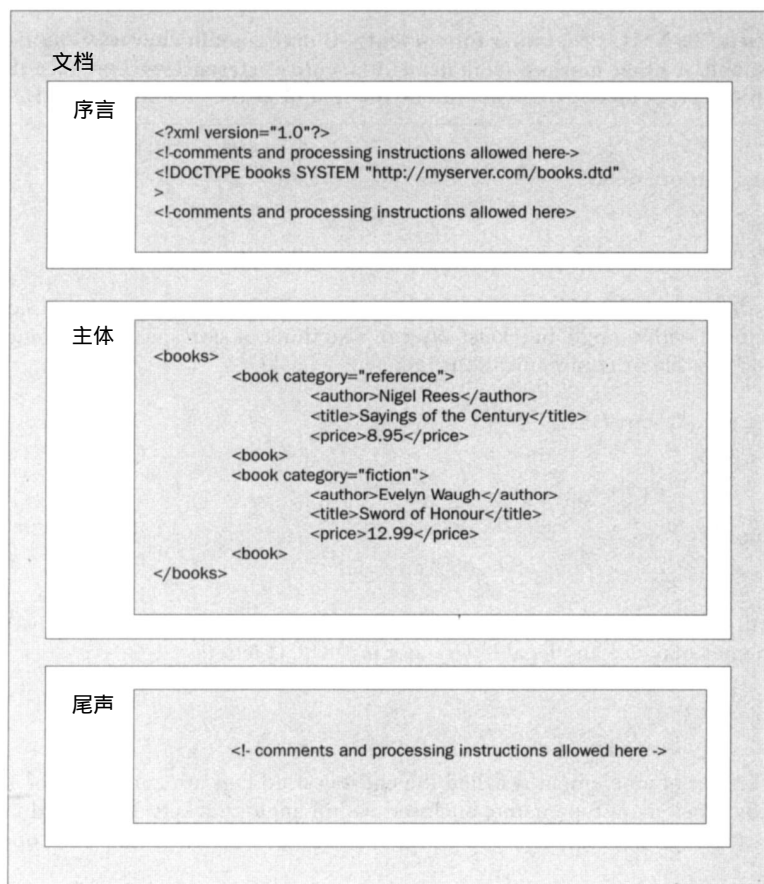 文档
序言
<?xml version="1.0"?>
<!-comments and processing instructions allowed here->
<!DOCTYPE books SYSTEM "http://myserver.com/books.dtd"
>
<!-comments and processing instructions allowed here>
主体
<books>
<book category="reference">
<author>Nigel Rees</author>
<title>Sayings of the Century</title>
<price>8.95</price>
<book>
<book category="fiction">
<author>Evelyn Waugh</author>
<title>Sword of Honour</title>
<price>12.99</price>
<book>
</books>
尾声
<!- comments and processing instructions allowed here ->